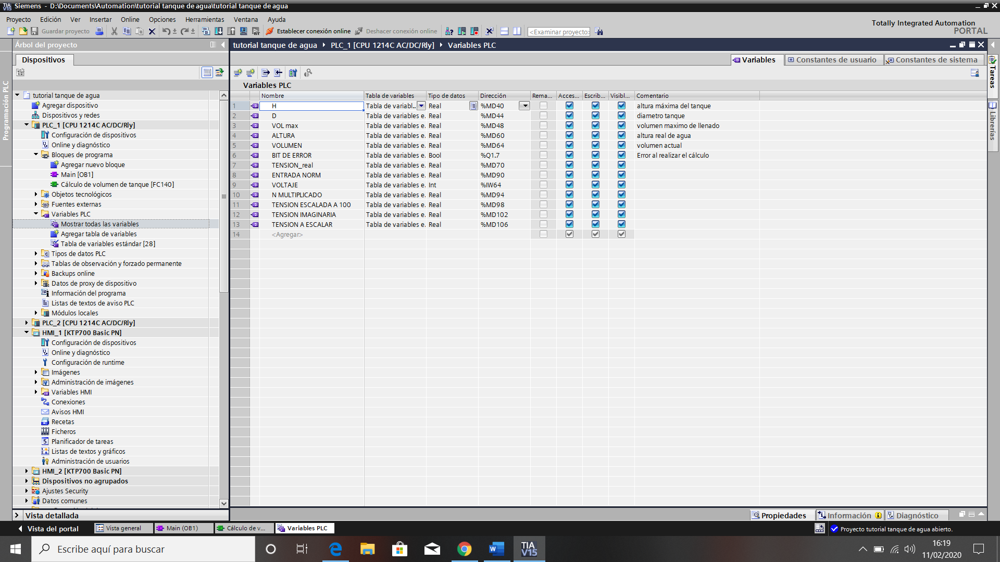 Siemens - D:\Documents\Automation\tutorial tanque de agua\tutorial tanque de agua
Proyecto Edición Ver Insertar Online Opciones Herramientas Ventana Ayuda
Totally Integrated Automation
PORTAL
Guardar proyecto
Establecer conexión online
Deshacer conexión online
<Examinar proyecto>
Árbol del proyecto
tutorial tanque de agua PLC_1 [CPU 1214C AC/DC/Rly] Variables PLC
Dispositivos
Variables Constantes de usuario Constantes de sistema
Programación PLC
Tareas
Librerías
tutorial tanque de agua
Agregar dispositivo
Dispositivos y redes
PLC_1 [CPU 1214C AC/DC/Rly]
Configuración de dispositivos
Online y diagnóstico
Bloques de programa
Agregar nuevo bloque
Main [OB1]
Cálculo de volumen de tanque [FC140]
Objetos tecnológicos
Fuentes externas
Variables PLC
Mostrar todas las variables
Agregar tabla de variables
Tabla de variables estándar [28]
Tipos de datos PLC
Tablas de observación y forzado permanente
Backups online
Datos de proxy de dispositivo
Información del programa
Listas de textos de aviso PLC
Módulos locales
PLC_2 [CPU 1214C AC/DC/Rly]
HMI_1 [KTP700 Basic PN]
Configuración de dispositivos
Online y diagnóstico
Configuración de runtime
Imágenes
Administración de imágenes
Variables HMI
Conexiones
Avisos HMI
Recetas
Ficheros
Planificador de tareas
Listas de textos y gráficos
Administración de usuarios
HMI_2 [KTP700 Basic PN]
Dispositivos no agrupados
Ajustes Security
Datos comunes
Vista detallada
Variables PLC
Nombre Tabla de variables Tipo de datos Dirección Rema... Acces... Escrib... Visibl... Comentario
1 H Tabla de variabl.. Real %MD40 altura máxima del tanque
2 D Tabla de variables e. Real %MD44 diametro tanque
3 VOL max Tabla de variables e. Real %MD48 volumen maximo de llenado
4 ALTURA Tabla de variables e. Real %MD60 altura real de agua
5 VOLUMEN Tabla de variables e. Real %MD64 volumen actual
6 BIT DE ERROR Tabla de variables e. Bool %Q1.7 Error al realizar el cálculo
7 TENSION_real Tabla de variables e. Real %MD70
8 ENTRADA NORM Tabla de variables e. Real %MD90
9 VOLTAJE Tabla de variables e. Int %IW64
10 N MULTIPLICADO Tabla de variables e. Real %MD94
11 TENSION ESCALADA A 100 Tabla de variables e. Real %MD98
12 TENSION IMAGINARIA Tabla de variables e. Real %MD102
13 TENSION A ESCALAR Tabla de variables e. Real %MD106
14 <Agregar>
Propiedades Información Diagnóstico
Vista del portal Vista general Main (OB1) Cálculo de v... Variables PLC
Proyecto tutorial tanque de agua abierto.
Escribe aquí para buscar
TIA
V15
16:19
11/02/2020